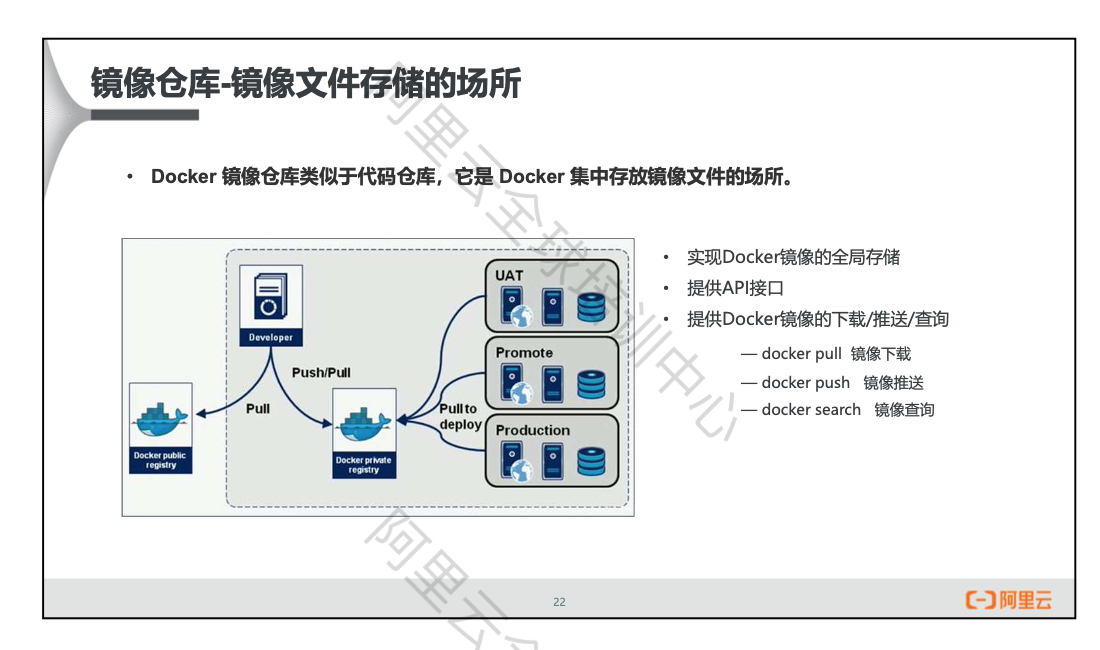 镜像仓库-镜像文件存储的场所
• Docker 镜像仓库类似于代码仓库，它是 Docker 集中存放镜像文件的场所。
Developer
Push/Pull
Pull
Docker public
registry
Docker private
registry
Pull to
deploy
UAT
Promote
Production
• 实现Docker镜像的全局存储
• 提供API接口
• 提供Docker镜像的下载/推送/查询
— docker pull 镜像下载
— docker push 镜像推送
— docker search 镜像查询
阿里云全球培训中心
阿里云全
22
阿里云